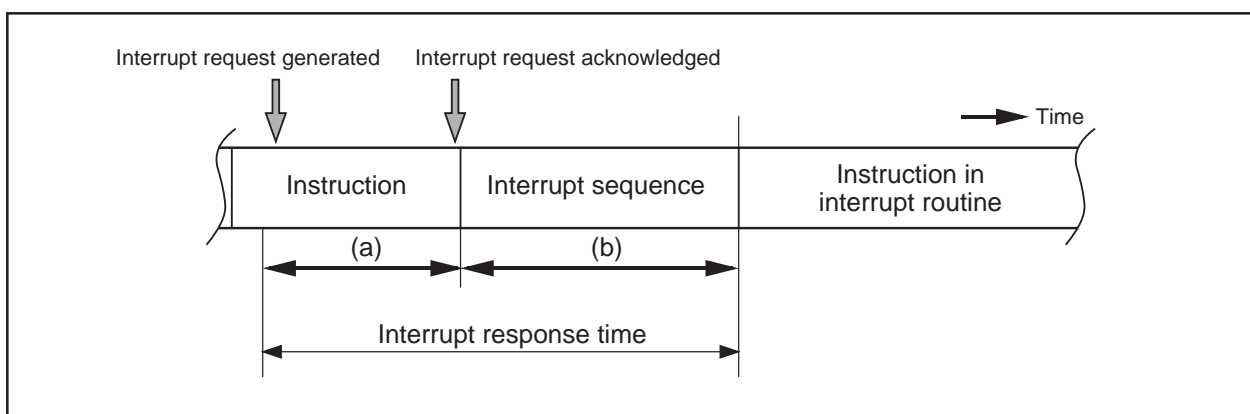 Interrupt request generated
Interrupt request acknowledged
Time
Instruction
Interrupt sequence
Instruction in
interrupt routine
(a)
(b)
Interrupt response time